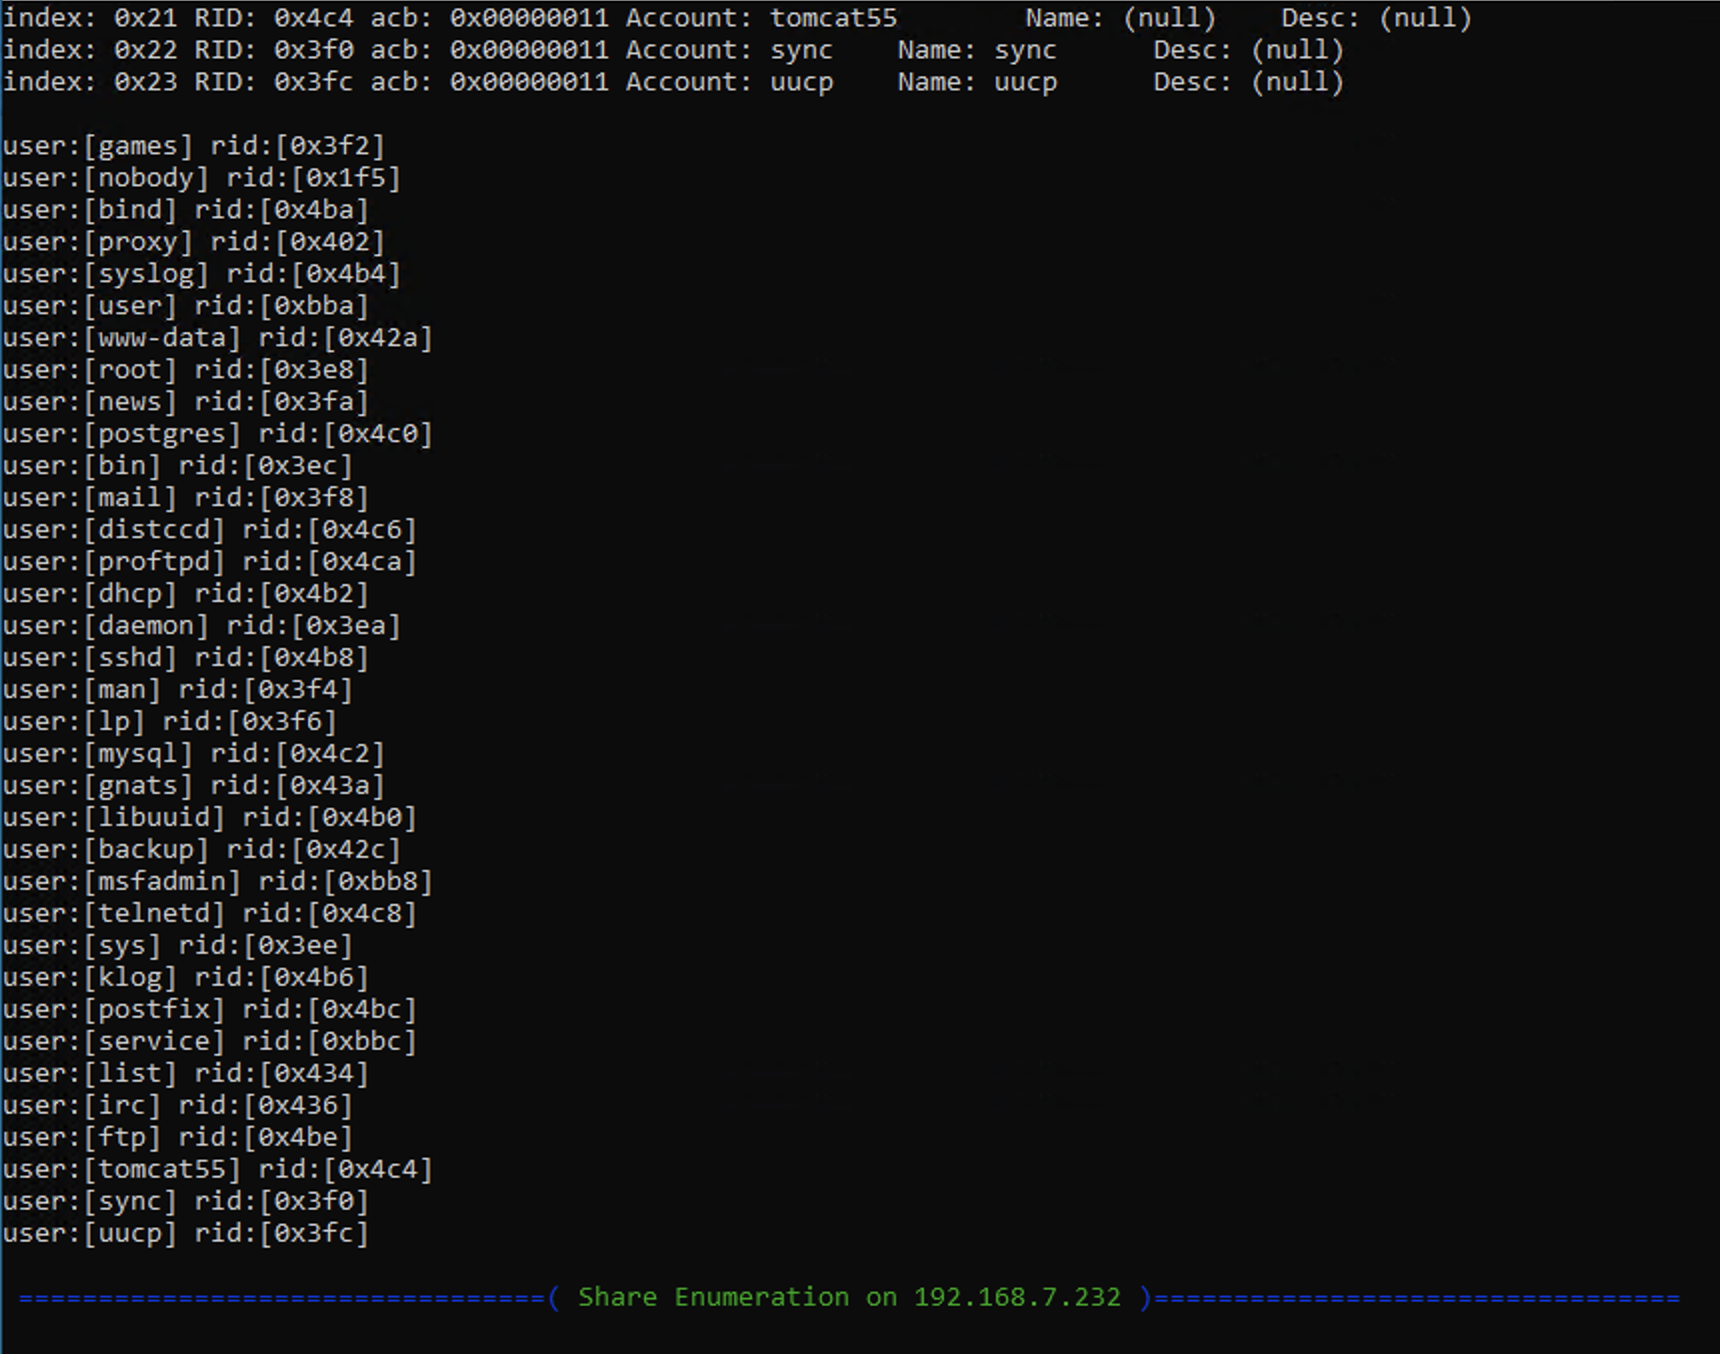 index: 0x21 RID: 0x4c4 acb: 0x00000011 Account: tomcat55        Name: (null)    Desc: (null)
index: 0x22 RID: 0x3f0 acb: 0x00000011 Account: sync    Name: sync      Desc: (null)
index: 0x23 RID: 0x3fc acb: 0x00000011 Account: uucp    Name: uucp      Desc: (null)
user:[games] rid:[0x3f2]
user:[nobody] rid:[0x1f5]
user:[bind] rid:[0x4ba]
user:[proxy] rid:[0x402]
user:[syslog] rid:[0x4b4]
user:[user] rid:[0xbba]
user:[www-data] rid:[0x42a]
user:[root] rid:[0x3e8]
user:[news] rid:[0x3fa]
user:[postgres] rid:[0x4c0]
user:[bin] rid:[0x3ec]
user:[mail] rid:[0x3f8]
user:[distccd] rid:[0x4c6]
user:[proftpd] rid:[0x4ca]
user:[dhcp] rid:[0x4b2]
user:[daemon] rid:[0x3ea]
user:[sshd] rid:[0x4b8]
user:[man] rid:[0x3f4]
user:[lp] rid:[0x3f6]
user:[mysql] rid:[0x4c2]
user:[gnats] rid:[0x43a]
user:[libuuid] rid:[0x4b0]
user:[backup] rid:[0x42c]
user:[msfadmin] rid:[0xbb8]
user:[telnetd] rid:[0x4c8]
user:[sys] rid:[0x3ee]
user:[klog] rid:[0x4b6]
user:[postfix] rid:[0x4bc]
user:[service] rid:[0xbbc]
user:[list] rid:[0x434]
user:[irc] rid:[0x436]
user:[ftp] rid:[0x4be]
user:[tomcat55] rid:[0x4c4]
user:[sync] rid:[0x3f0]
user:[uucp] rid:[0x3fc]
=================================( Share Enumeration on 192.168.7.232 )=================================